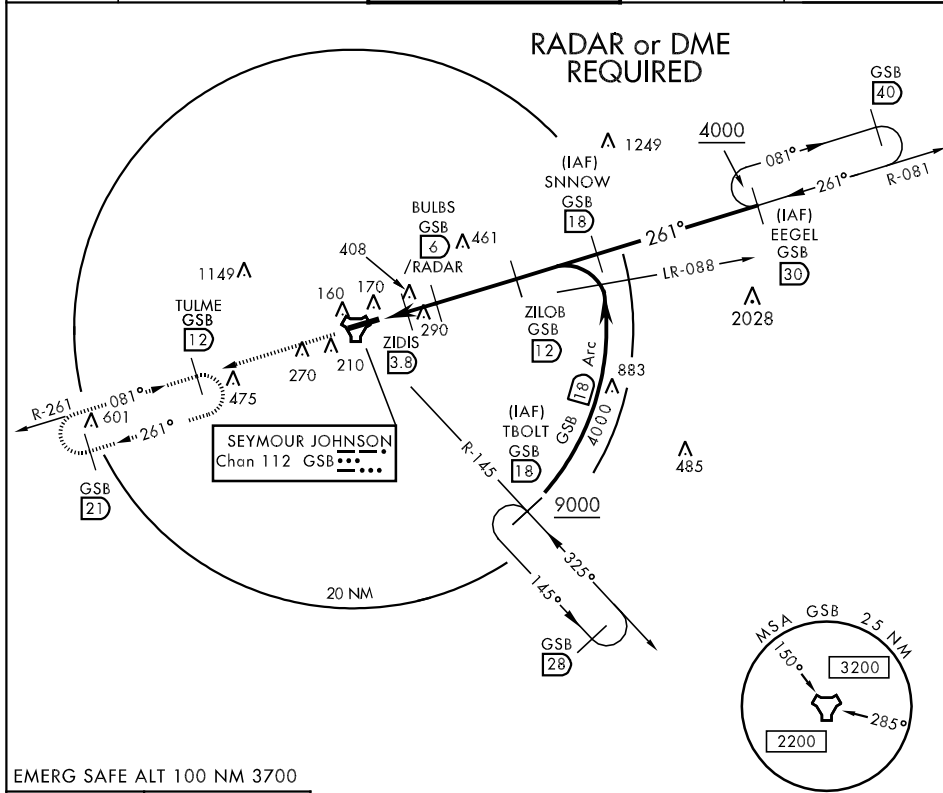 RADAR or DME
REQUIRED
GSB
40
4000
081°
R-081
261°
1249
(IAF)
SNNOW
GSB
18
261°
(IAF)
EEGEL
GSB
30
LR-088
2028
BULBS
GSB
6
/RADAR
461
408
1149
160
170
290
TULME
GSB
12
ZIDIS
3.8
ZILOB
GSB
12
210
270
475
883
GSB 18 Arc
4000
R-261
601
081°
261°
GSB
21
SEYMOUR JOHNSON
Chan 112 GSB
(IAF)
TBOLT
GSB
18
R-145
485
9000
325°
145°
GSB
28
20 NM
MSA GSB 25 NM
150°
3200
285°
2200
EMERG SAFE ALT 100 NM 3700